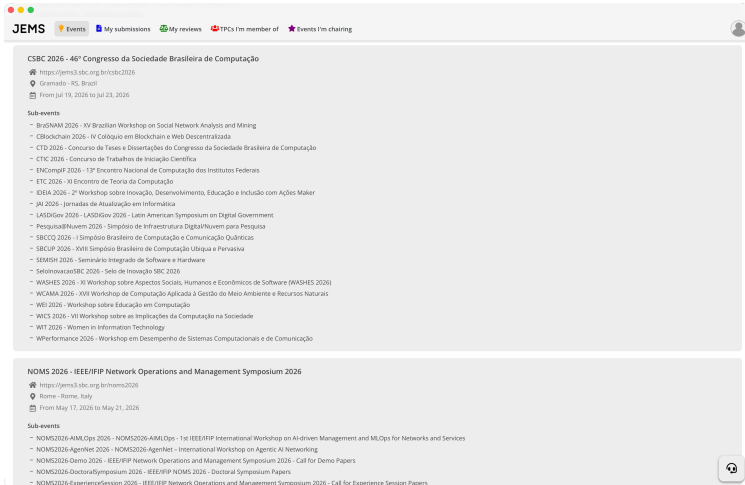 JEMS Events My submissions My reviews TPCs I'm member of Events I'm chairing
CSBC 2026 - 46º Congresso da Sociedade Brasileira de Computação
https://jems3.sbc.org.br/csbc2026
Gramado - RS, Brazil
From Jul 19, 2026 to Jul 23, 2026
Sub-events
– BraSNAM 2026 - XV Brazilian Workshop on Social Network Analysis and Mining
– CBlockchain 2026 - IV Colóquio em Blockchain e Web Descentralizada
– CTD 2026 - Concurso de Teses e Dissertações do Congresso da Sociedade Brasileira de Computação
– CTIC 2026 - Concurso de Trabalhos de Iniciação Científica
– ENCompIF 2026 - 13º Encontro Nacional de Computação dos Institutos Federais
– ETC 2026 - XI Encontro de Teoria da Computação
– IDEIA 2026 - 2º Workshop sobre Inovação, Desenvolvimento, Educação e Inclusão com Ações Maker
– JAI 2026 - Jornadas de Atualização em Informática
– LASDiGov 2026 - LASDiGov 2026 - Latin American Symposium on Digital Government
– Pesquisa@Nuvem 2026 - Simpósio de Infraestrutura Digital/Nuvem para Pesquisa
– SBCCQ 2026 - I Simpósio Brasileiro de Computação e Comunicação Quânticas
– SBCUP 2026 - XVIII Simpósio Brasileiro de Computação Ubíqua e Pervasiva
– SEMISH 2026 - Seminário Integrado de Software e Hardware
– SeloInovacaoSBC 2026 - Selo de Inovação SBC 2026
– WASHES 2026 - XI Workshop sobre Aspectos Sociais, Humanos e Econômicos de Software (WASHES 2026)
– WCAMA 2026 - XVII Workshop de Computação Aplicada à Gestão do Meio Ambiente e Recursos Naturais
– WEI 2026 - Workshop sobre Educação em Computação
– WICS 2026 - VII Workshop sobre as Implicações da Computação na Sociedade
– WIT 2026 - Women in Information Technology
– WPerformance 2026 - Workshop em Desempenho de Sistemas Computacionais e de Comunicação
NOMS 2026 - IEEE/IFIP Network Operations and Management Symposium 2026
https://jems3.sbc.org.br/noms2026
Rome - Rome, Italy
From May 17, 2026 to May 21, 2026
Sub-events
– NOMS2026-AIMLOps 2026 - NOMS2026-AIMLOps - 1st IEEE/IFIP International Workshop on AI-driven Management and MLOps for Networks and Services
– NOMS2026-AgenNet 2026 - NOMS2026-AgenNet – International Workshop on Agentic AI Networking
– NOMS2026-Demo 2026 - IEEE/IFIP Network Operations and Management Symposium 2026 - Call for Demo Papers
– NOMS2026-DoctoralSymposium 2026 - IEEE/IFIP NOMS 2026 - Doctoral Symposium Papers
– NOMS2026-ExperienceSession 2026 - IEEE/IFIP Network Operations and Management Symposium 2026 - Call for Experience Session Papers